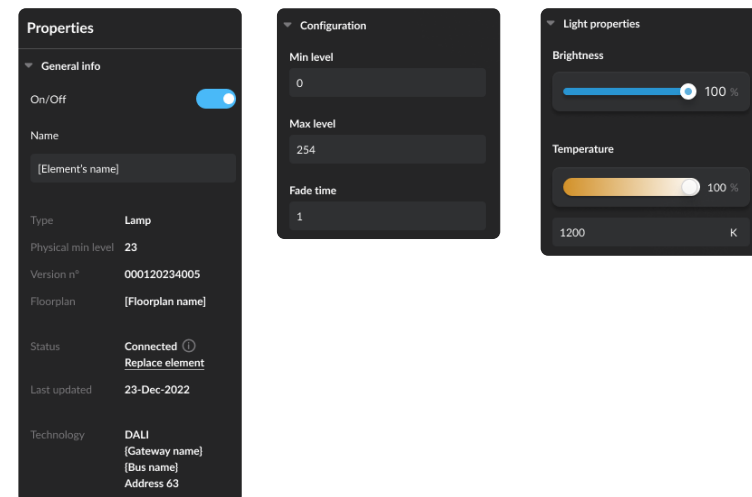 Properties
General info
On/Off
Name
[Element's name]
Type Lamp
Physical min level 23
Version nº 000120234005
Floorplan [Floorplan name]
Status Connected
Replace element
Last updated 23-Dec-2022
Technology DALI
[Gateway name]
[Bus name]
Address 63
Configuration
Min level
0
Max level
254
Fade time
1
Light properties
Brightness
100 %
Temperature
100 %
1200 K